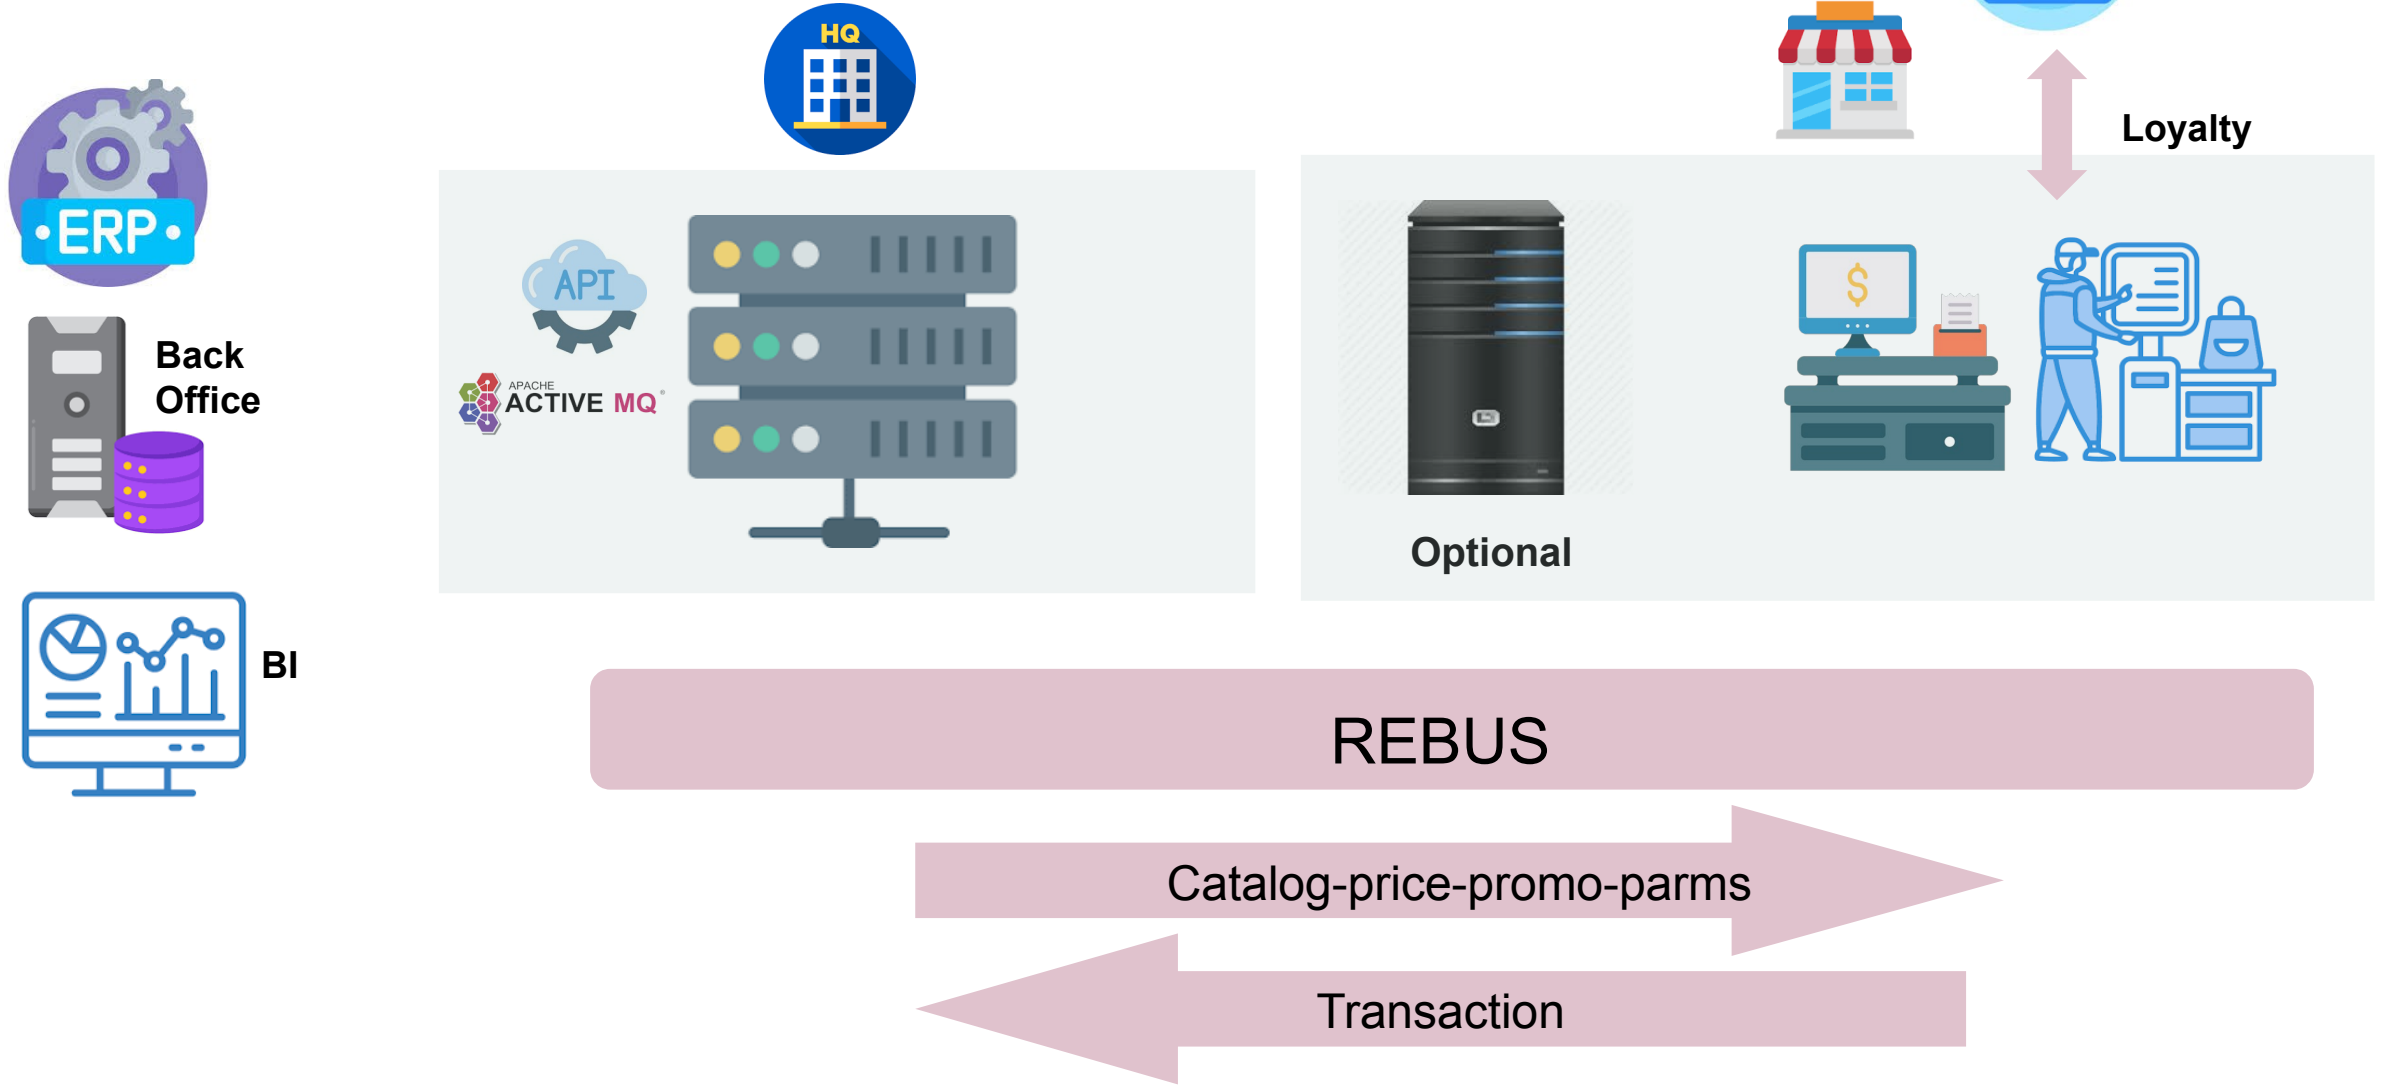 HQ
Loyalty
ERP
API
Back
Office
APACHE
ACTIVE MQ
$
Optional
BI
REBUS
Catalog-price-promo-parms
Transaction